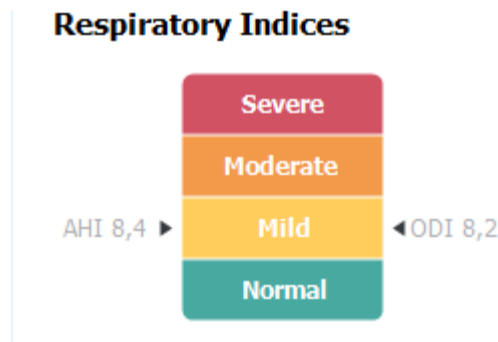 Respiratory Indices
Severe
Moderate
AHI 8,4 Mild ODI 8,2
Normal